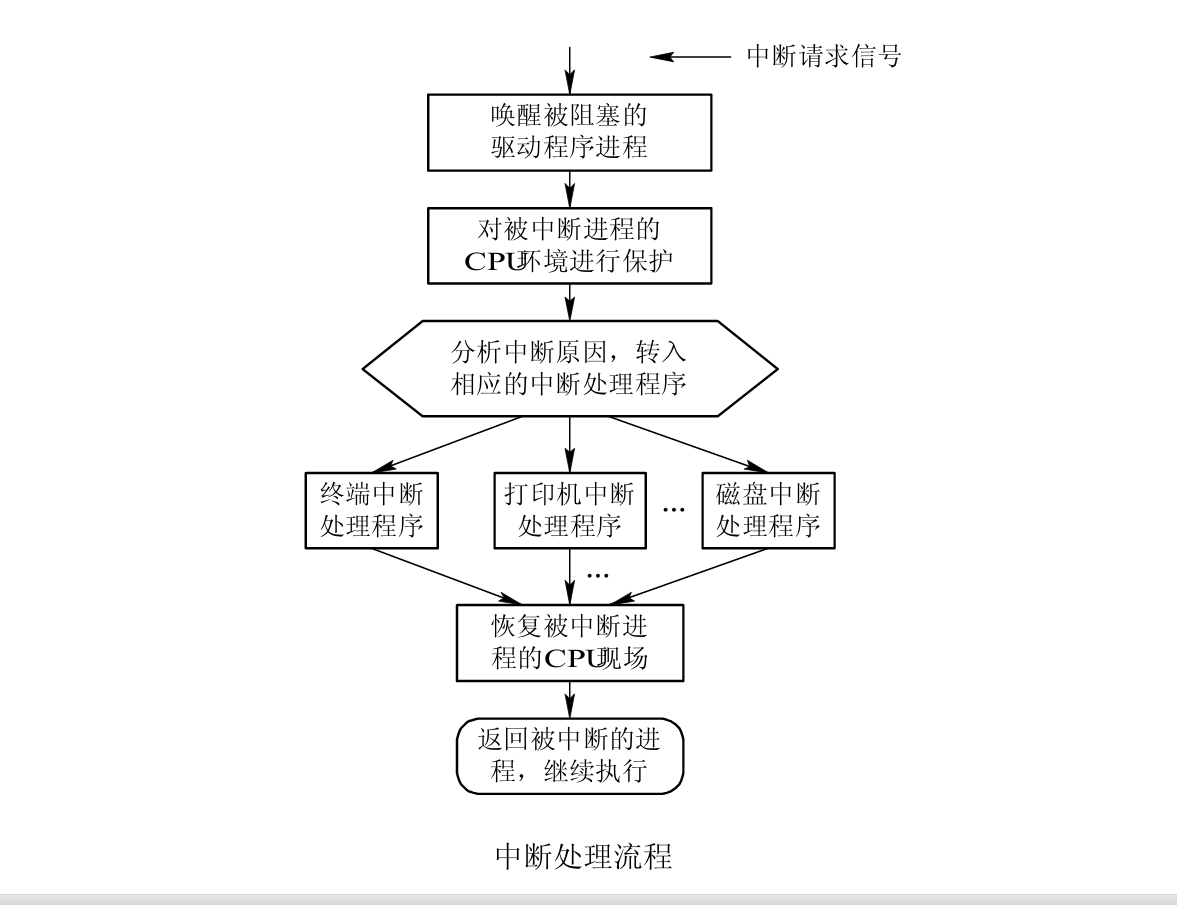 中断请求信号
唤醒被阻塞的
驱动程序进程
对被中断进程的
CPU环境进行保护
分析中断原因，转入
相应的中断处理程序
终端中断
处理程序
打印机中断
处理程序
...
磁盘中断
处理程序
...
恢复被中断进
程的CPU现场
返回被中断的进
程，继续执行
中断处理流程